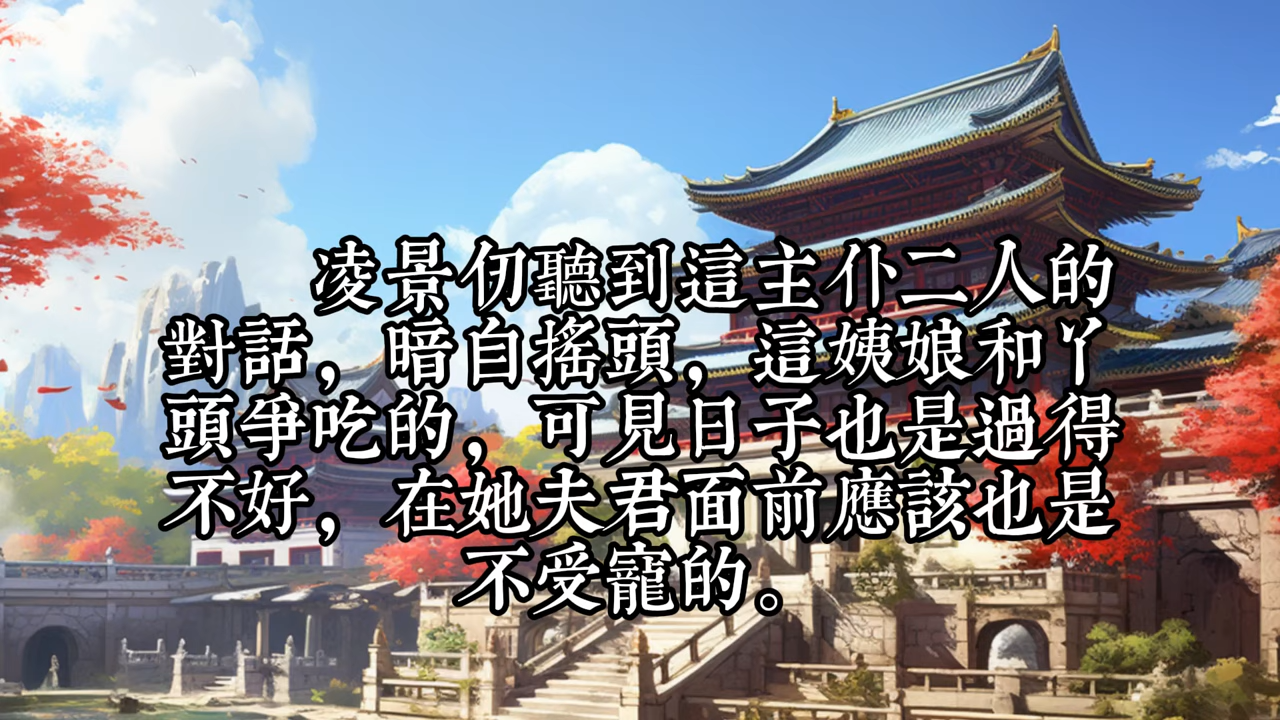 凌景仞聽到這主仆二人的
對話，暗自搖頭，這姨娘和丫
頭爭吃的，可見日子也是過得
不好，在她夫君面前應該也是
不受寵的。